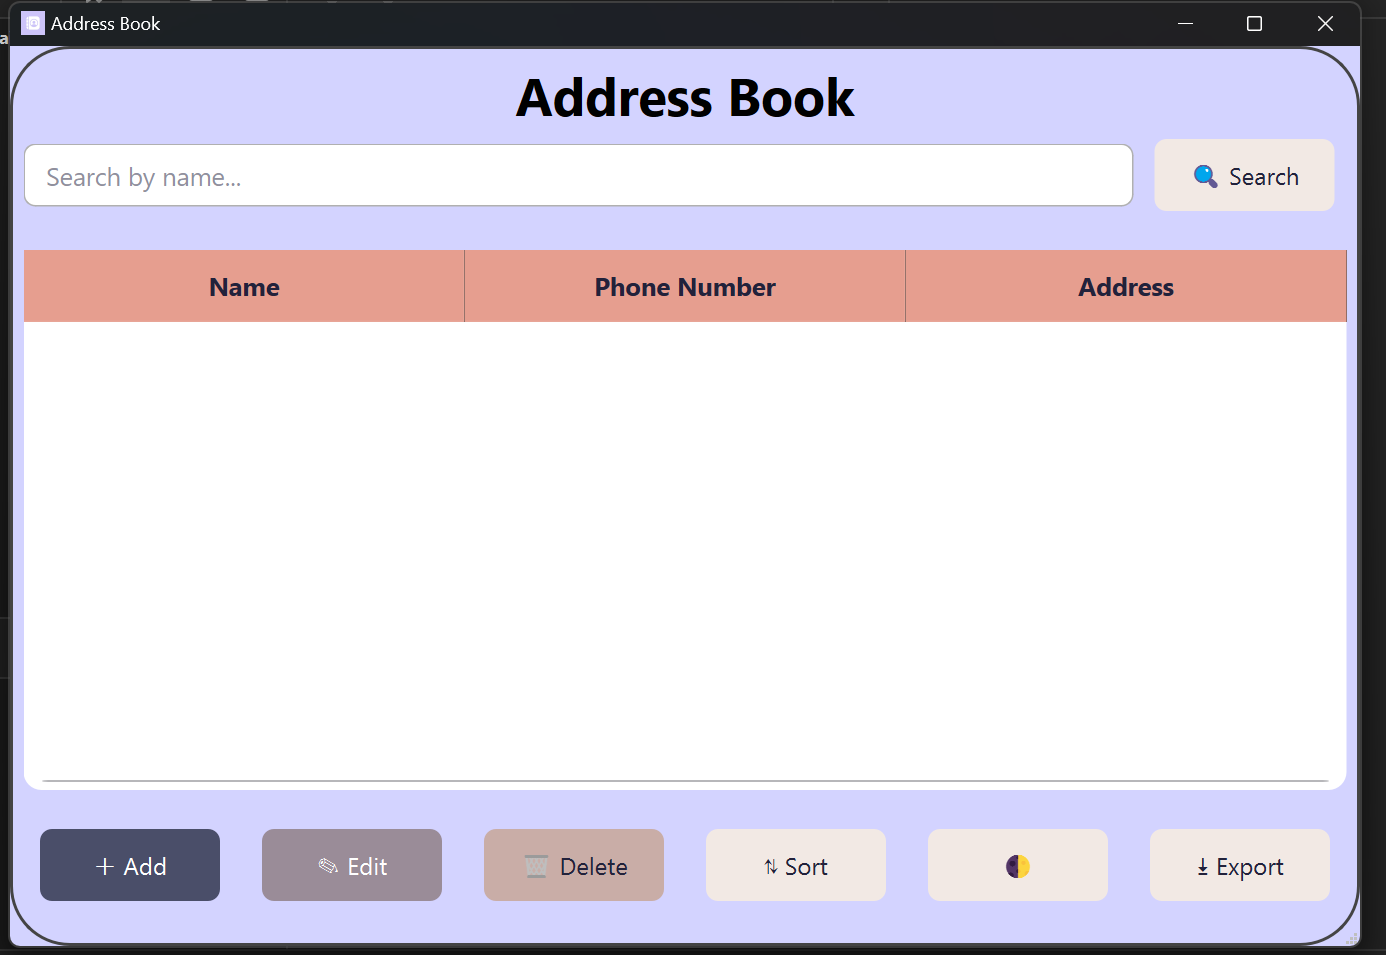 Address Book
Address Book
Search by name...
🔍 Search
Name Phone Number Address
+ Add ✎ Edit 🗑 Delete ⇅ Sort 🌓 ⤓ Export